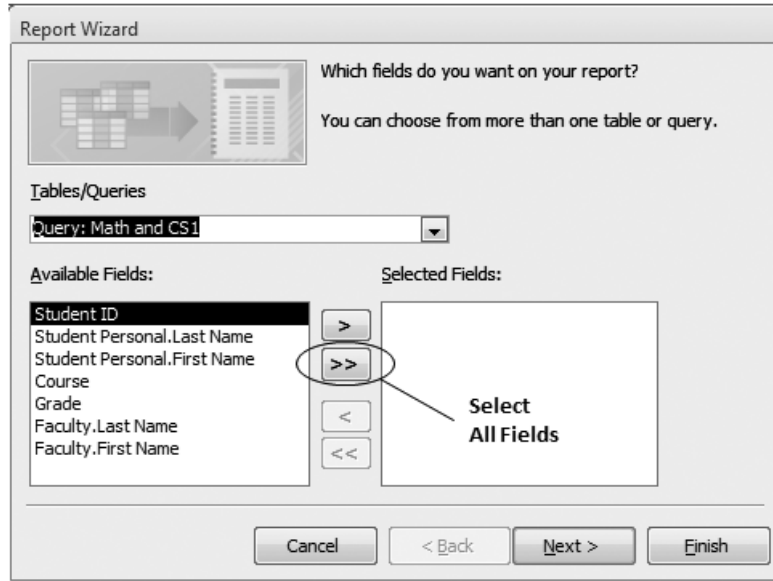 Report Wizard
Which fields do you want on your report?
You can choose from more than one table or query.
Tables/Queries
Query: Math and CS1
Available Fields:
Selected Fields:
Student ID
Student Personal.Last Name
Student Personal.First Name
Course
Grade
Faculty.Last Name
Faculty.First Name
>
>>
<
<<
Select
All Fields
Cancel
< Back
Next >
Finish